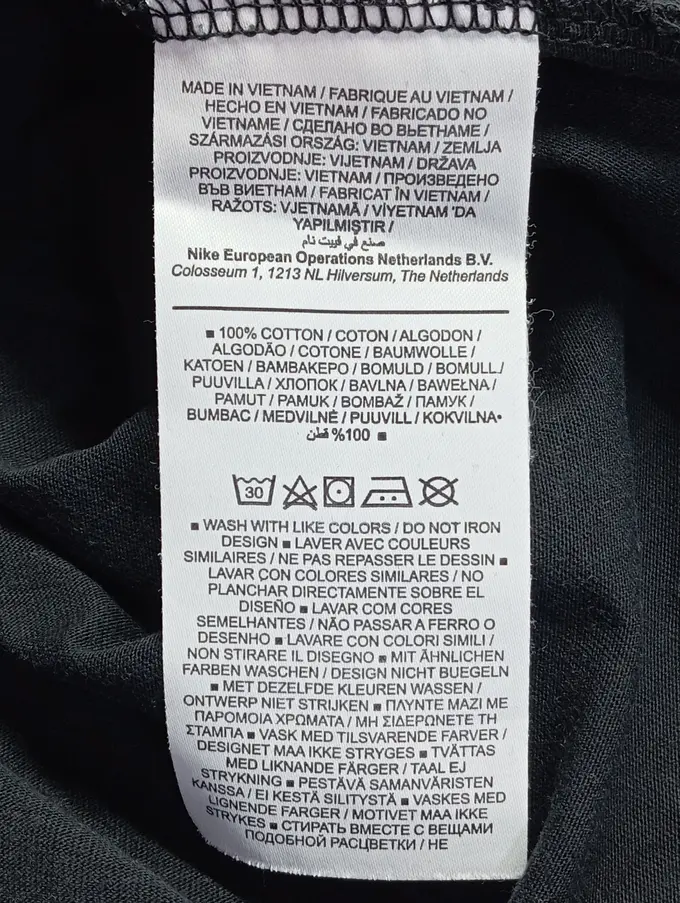 MADE IN VIETNAM / FABRIQUE AU VIETNAM /
HECHO EN VIETNAM / FABRICADO NO
VIETNAME / СДЕЛАНО ВО ВЬЕТНАМЕ /
SZÁRMAZÁSI ORSZÁG: VIETNAM / ZEMLJA
PROIZVODNJE: VIJETNAM / DRŽAVA
PROIZVODNJE: VIETNAM / ПРОИЗВЕДЕНО
ВЪВ ВИЕТНАМ / FABRICAT ÎN VIETNAM /
RAŽOTS: VJETNAMĀ / VİYETNAM 'DA
YAPILMIŞTIR /
صنع في فييت نام
Nike European Operations Netherlands B.V.
Colosseum 1, 1213 NL Hilversum, The Netherlands
■ 100% COTTON / COTON / ALGODON /
ALGODÃO / COTONE / BAUMWOLLE /
KATOEN / ΒΑΜΒΑΚΕΡΟ / BOMULD / BOMULL /
PUUVILLA / ХЛОПОК / BAVLNA / BAWEŁNA /
PAMUT / PAMUK / BOMBAŽ / ПАМУК /
BUMBAC / MEDVILNĖ / PUUVILL / KOKVILNA•
%100 قطن ■
30
■ WASH WITH LIKE COLORS / DO NOT IRON
DESIGN ■ LAVER AVEC COULEURS
SIMILAIRES / NE PAS REPASSER LE DESSIN ■
LAVAR CON COLORES SIMILARES / NO
PLANCHAR DIRECTAMENTE SOBRE EL
DISEÑO ■ LAVAR COM CORES
SEMELHANTES / NÃO PASSAR A FERRO O
DESENHO ■ LAVARE CON COLORI SIMILI /
NON STIRARE IL DISEGNO ■ MIT ÄHNLICHEN
FARBEN WASCHEN / DESIGN NICHT BUEGELN
■ MET DEZELFDE KLEUREN WASSEN /
ONTWERP NIET STRIJKEN ■ ΠΛΥΝΤΕ ΜΑΖΙ ΜΕ
ΠΑΡΟΜΟΙΑ ΧΡΩΜΑΤΑ / ΜΗ ΣΙΔΕΡΩΝΕΤΕ ΤΗ
ΣΤΑΜΠΑ ■ VASK MED TILSVARENDE FARVER /
DESIGNET MAA IKKE STRYGES ■ TVÄTTAS
MED LIKNANDE FÄRGER / TAAL EJ
STRYKNING ■ PESTÄVÄ SAMANVÄRISTEN
KANSSA / EI KESTÄ SILITYSTÄ ■ VASKES MED
LIGNENDE FARGER / MOTIVET MAA IKKE
STRYKES ■ СТИРАТЬ ВМЕСТЕ С ВЕЩАМИ
ПОДОБНОЙ РАСЦВЕТКИ / НЕ